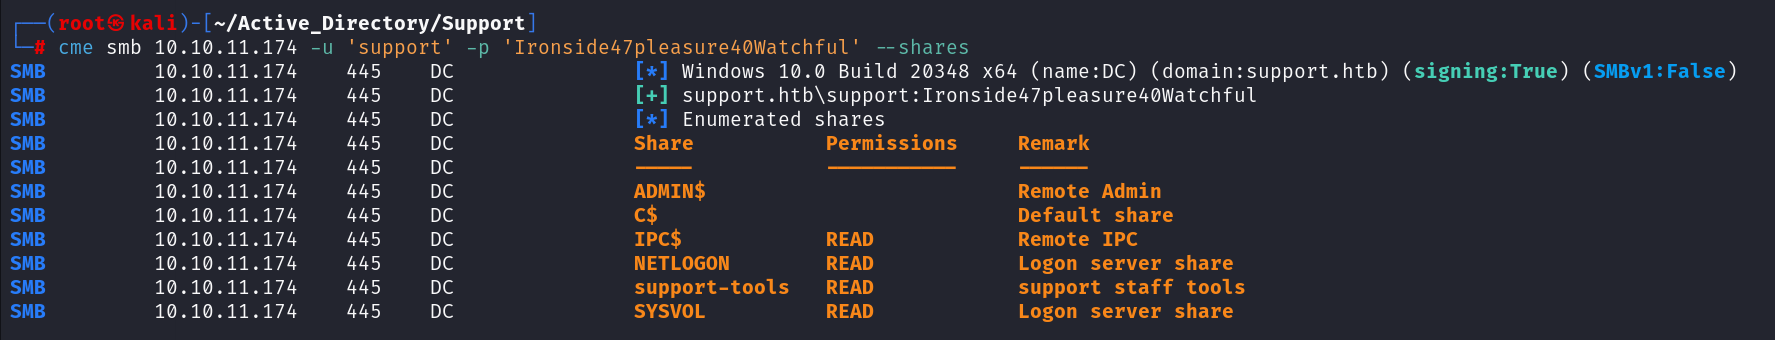 ┌──(root㉿kali)-[~/Active_Directory/Support]
└─# cme smb 10.10.11.174 -u 'support' -p 'Ironside47pleasure40Watchful' --shares
SMB         10.10.11.174    445    DC               [*] Windows 10.0 Build 20348 x64 (name:DC) (domain:support.htb) (signing:True) (SMBv1:False)
SMB         10.10.11.174    445    DC               [+] support.htb\support:Ironside47pleasure40Watchful
SMB         10.10.11.174    445    DC               [*] Enumerated shares
SMB         10.10.11.174    445    DC               Share           Permissions     Remark
SMB         10.10.11.174    445    DC               -----           -----------     ------
SMB         10.10.11.174    445    DC               ADMIN$                          Remote Admin
SMB         10.10.11.174    445    DC               C$                              Default share
SMB         10.10.11.174    445    DC               IPC$            READ            Remote IPC
SMB         10.10.11.174    445    DC               NETLOGON        READ            Logon server share
SMB         10.10.11.174    445    DC               support-tools   READ            support staff tools
SMB         10.10.11.174    445    DC               SYSVOL          READ            Logon server share